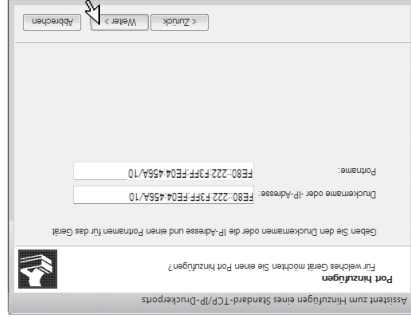 Assistent zum Hinzufügen eines Standard-TCP/IP-Druckerports
Port hinzufügen
Für welches Gerät möchten Sie einen Port hinzufügen?
Geben Sie den Druckernamen oder die IP-Adresse und einen Portnamen für das Gerät
Druckername oder -IP-Adresse: FE80::222:F3FF:FE04:456A/10
Portname: FE80::222:F3FF:FE04:456A/10
< Zurück Weiter > Abbrechen